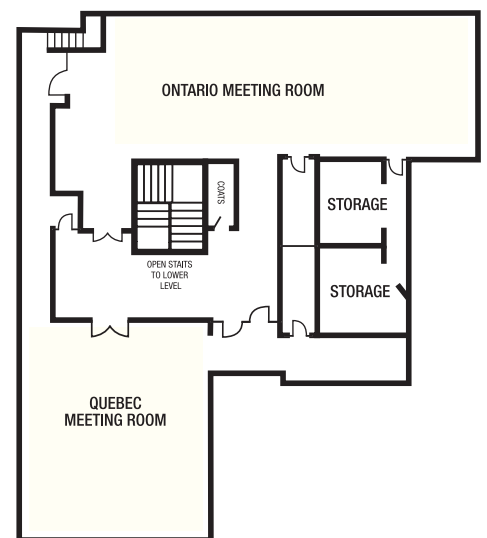 ONTARIO MEETING ROOM
COATS
STORAGE
OPEN STAITS
TO LOWER
LEVEL
STORAGE
QUEBEC
MEETING ROOM